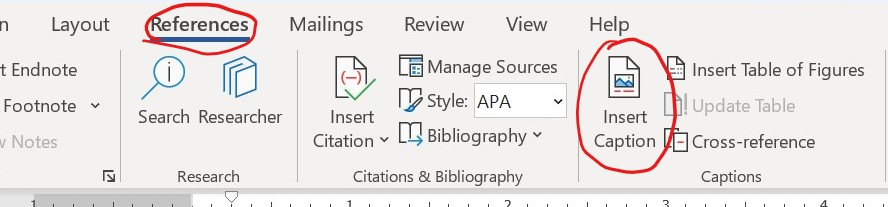 n Layout References Mailings Review View Help
t Endnote
Footnote
w Notes
Search Researcher
Research
Insert
Citation
Manage Sources
Style: APA
Bibliography
Citations & Bibliography
Insert
Caption
Insert Table of Figures
Update Table
Cross-reference
Captions
1 1 2 3 4